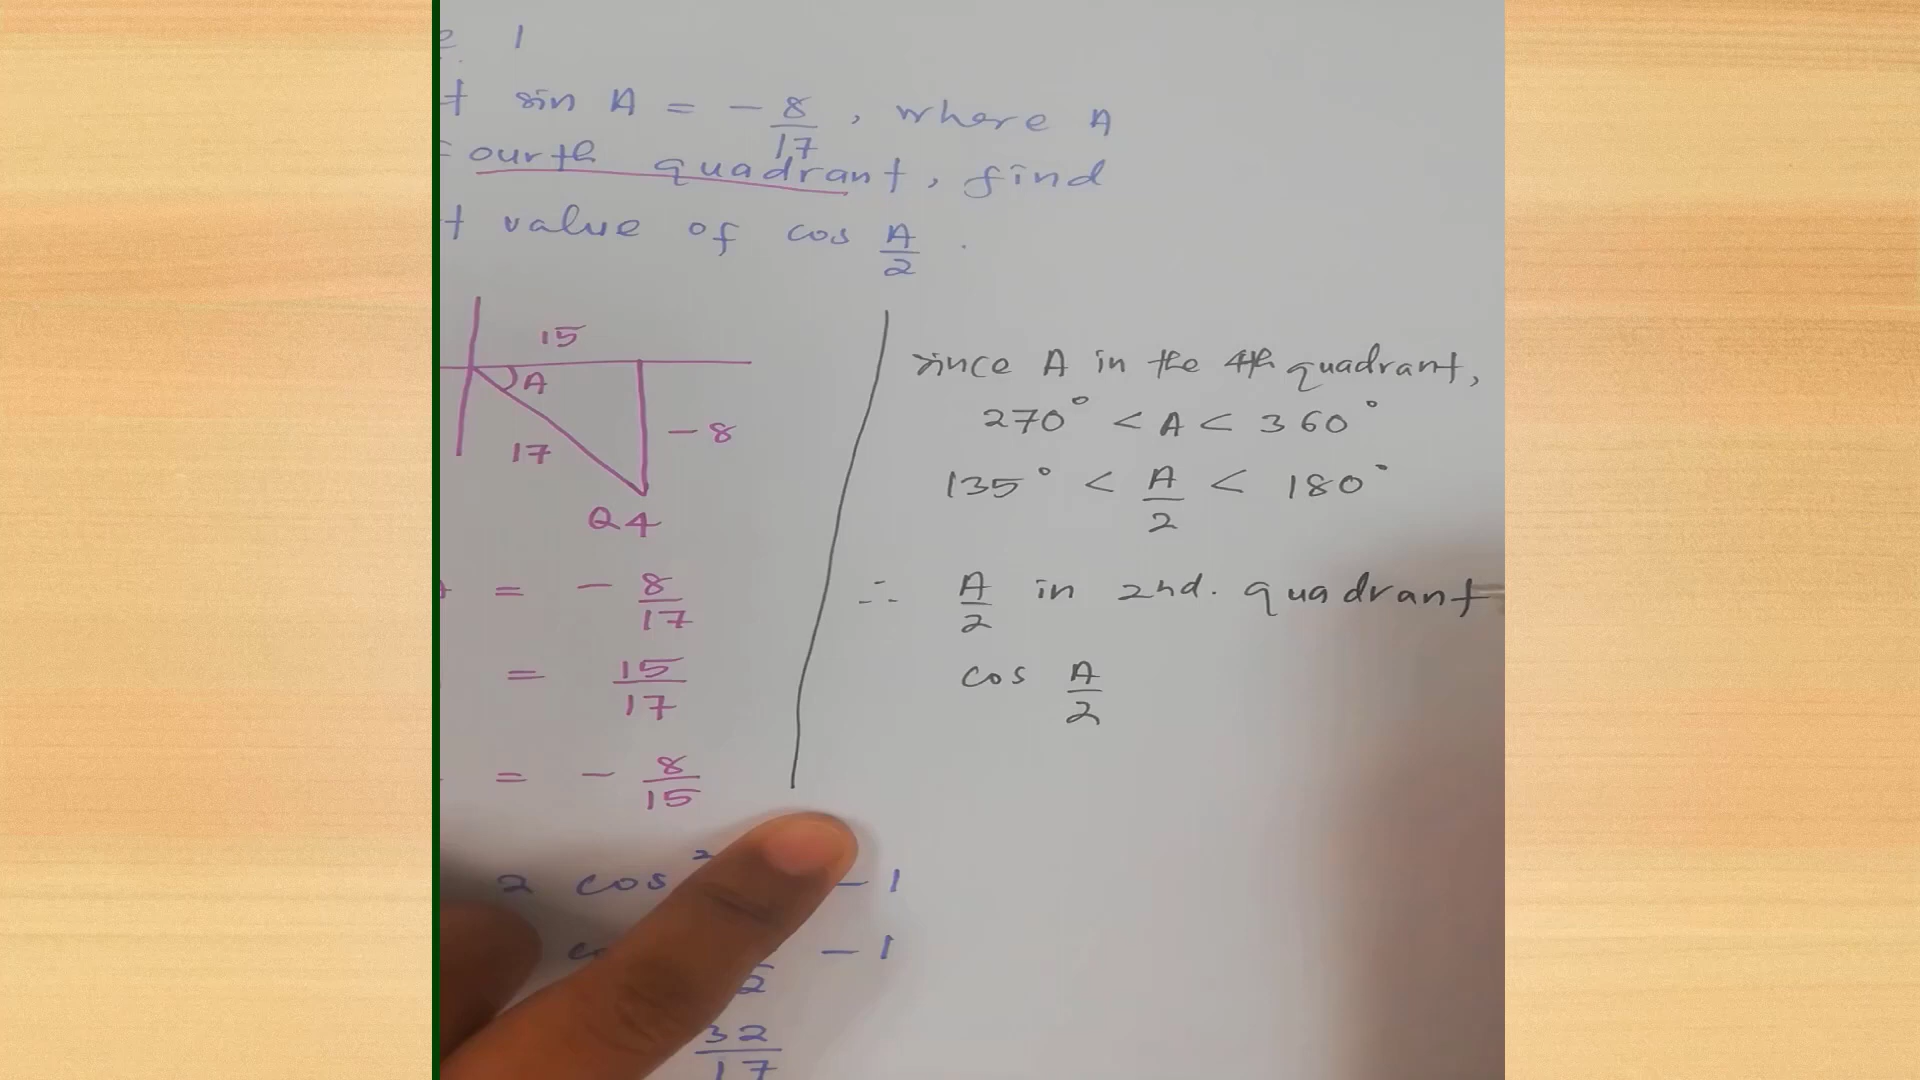 1
sin A = - 8/17, where A
fourth quadrant, find
value of cos A/2.
15
A
17
-8
Q4
= - 8/17
= 15/17
= - 8/15
since A in the 4th quadrant,
270° < A < 360°
135° < A/2 < 180°
∴ A/2 in 2nd. quadrant
cos A/2
2 cos² - 1
- 1
32/17